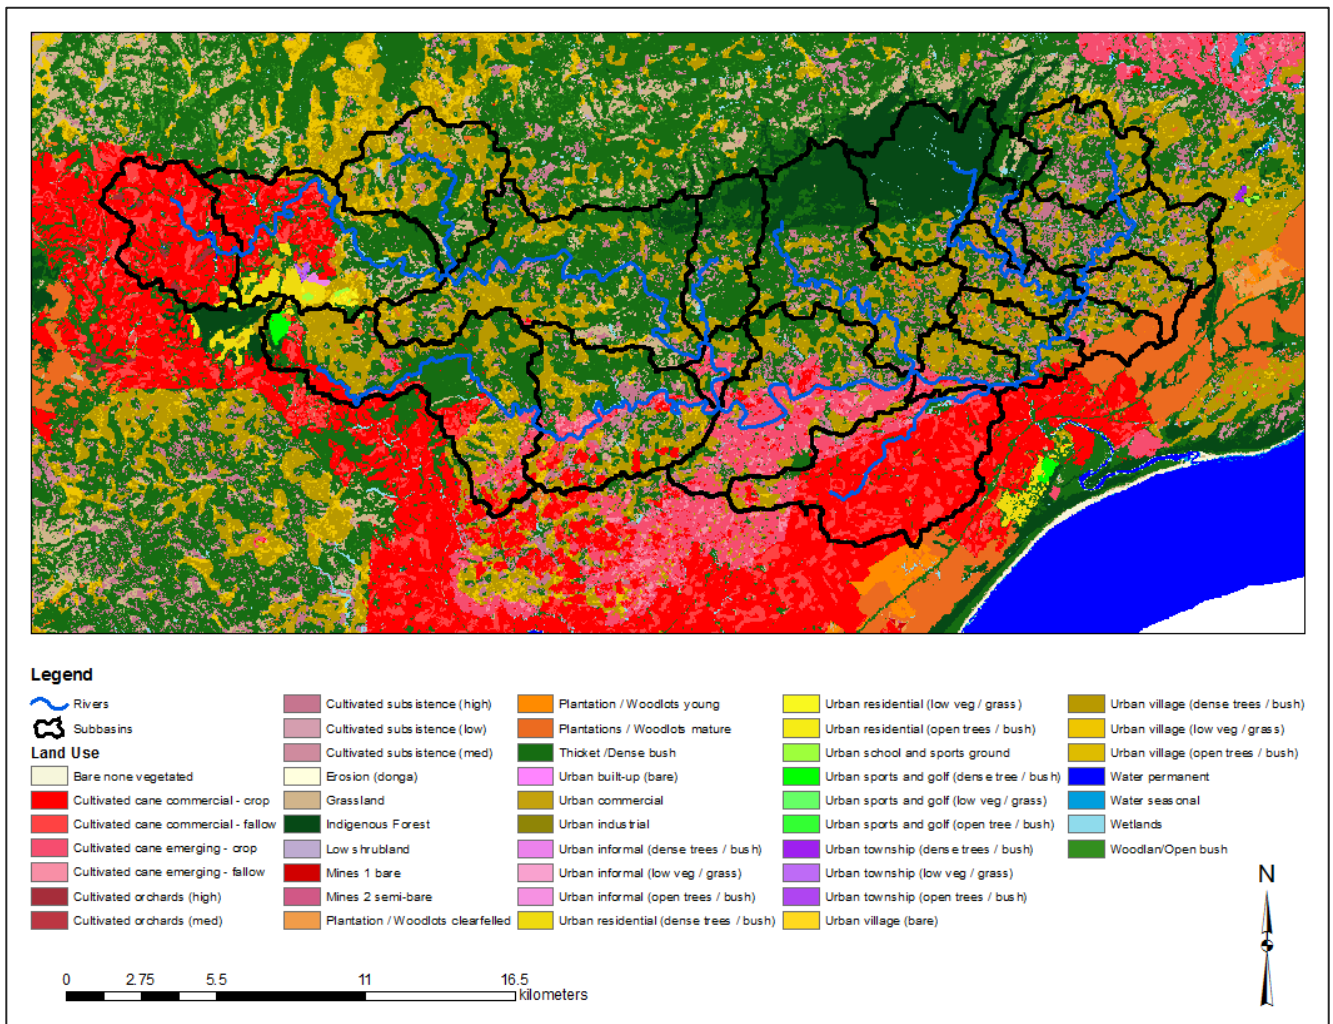 Legend
Rivers
Subbasins
Land Use
Bare none vegetated
Cultivated cane commercial - crop
Cultivated cane commercial - fallow
Cultivated cane emerging - crop
Cultivated cane emerging - fallow
Cultivated orchards (high)
Cultivated orchards (med)
Cultivated subsistence (high)
Cultivated subsistence (low)
Cultivated subsistence (med)
Erosion (donga)
Grassland
Indigenous Forest
Low shrubland
Mines 1 bare
Mines 2 semi-bare
Plantation / Woodlots clearfelled
Plantation / Woodlots young
Plantations / Woodlots mature
Thicket /Dense bush
Urban built-up (bare)
Urban commercial
Urban industrial
Urban informal (dense trees / bush)
Urban informal (low veg / grass)
Urban informal (open trees / bush)
Urban residential (dense trees / bush)
Urban residential (low veg / grass)
Urban residential (open trees / bush)
Urban school and sports ground
Urban sports and golf (dense tree / bush)
Urban sports and golf (low veg / grass)
Urban sports and golf (open tree / bush)
Urban township (dense trees / bush)
Urban township (low veg / grass)
Urban township (open trees / bush)
Urban village (bare)
Urban village (dense trees / bush)
Urban village (low veg / grass)
Urban village (open trees / bush)
Water permanent
Water seasonal
Wetlands
Woodlan/Open bush
N
0 2.75 5.5 11 16.5
kilometers